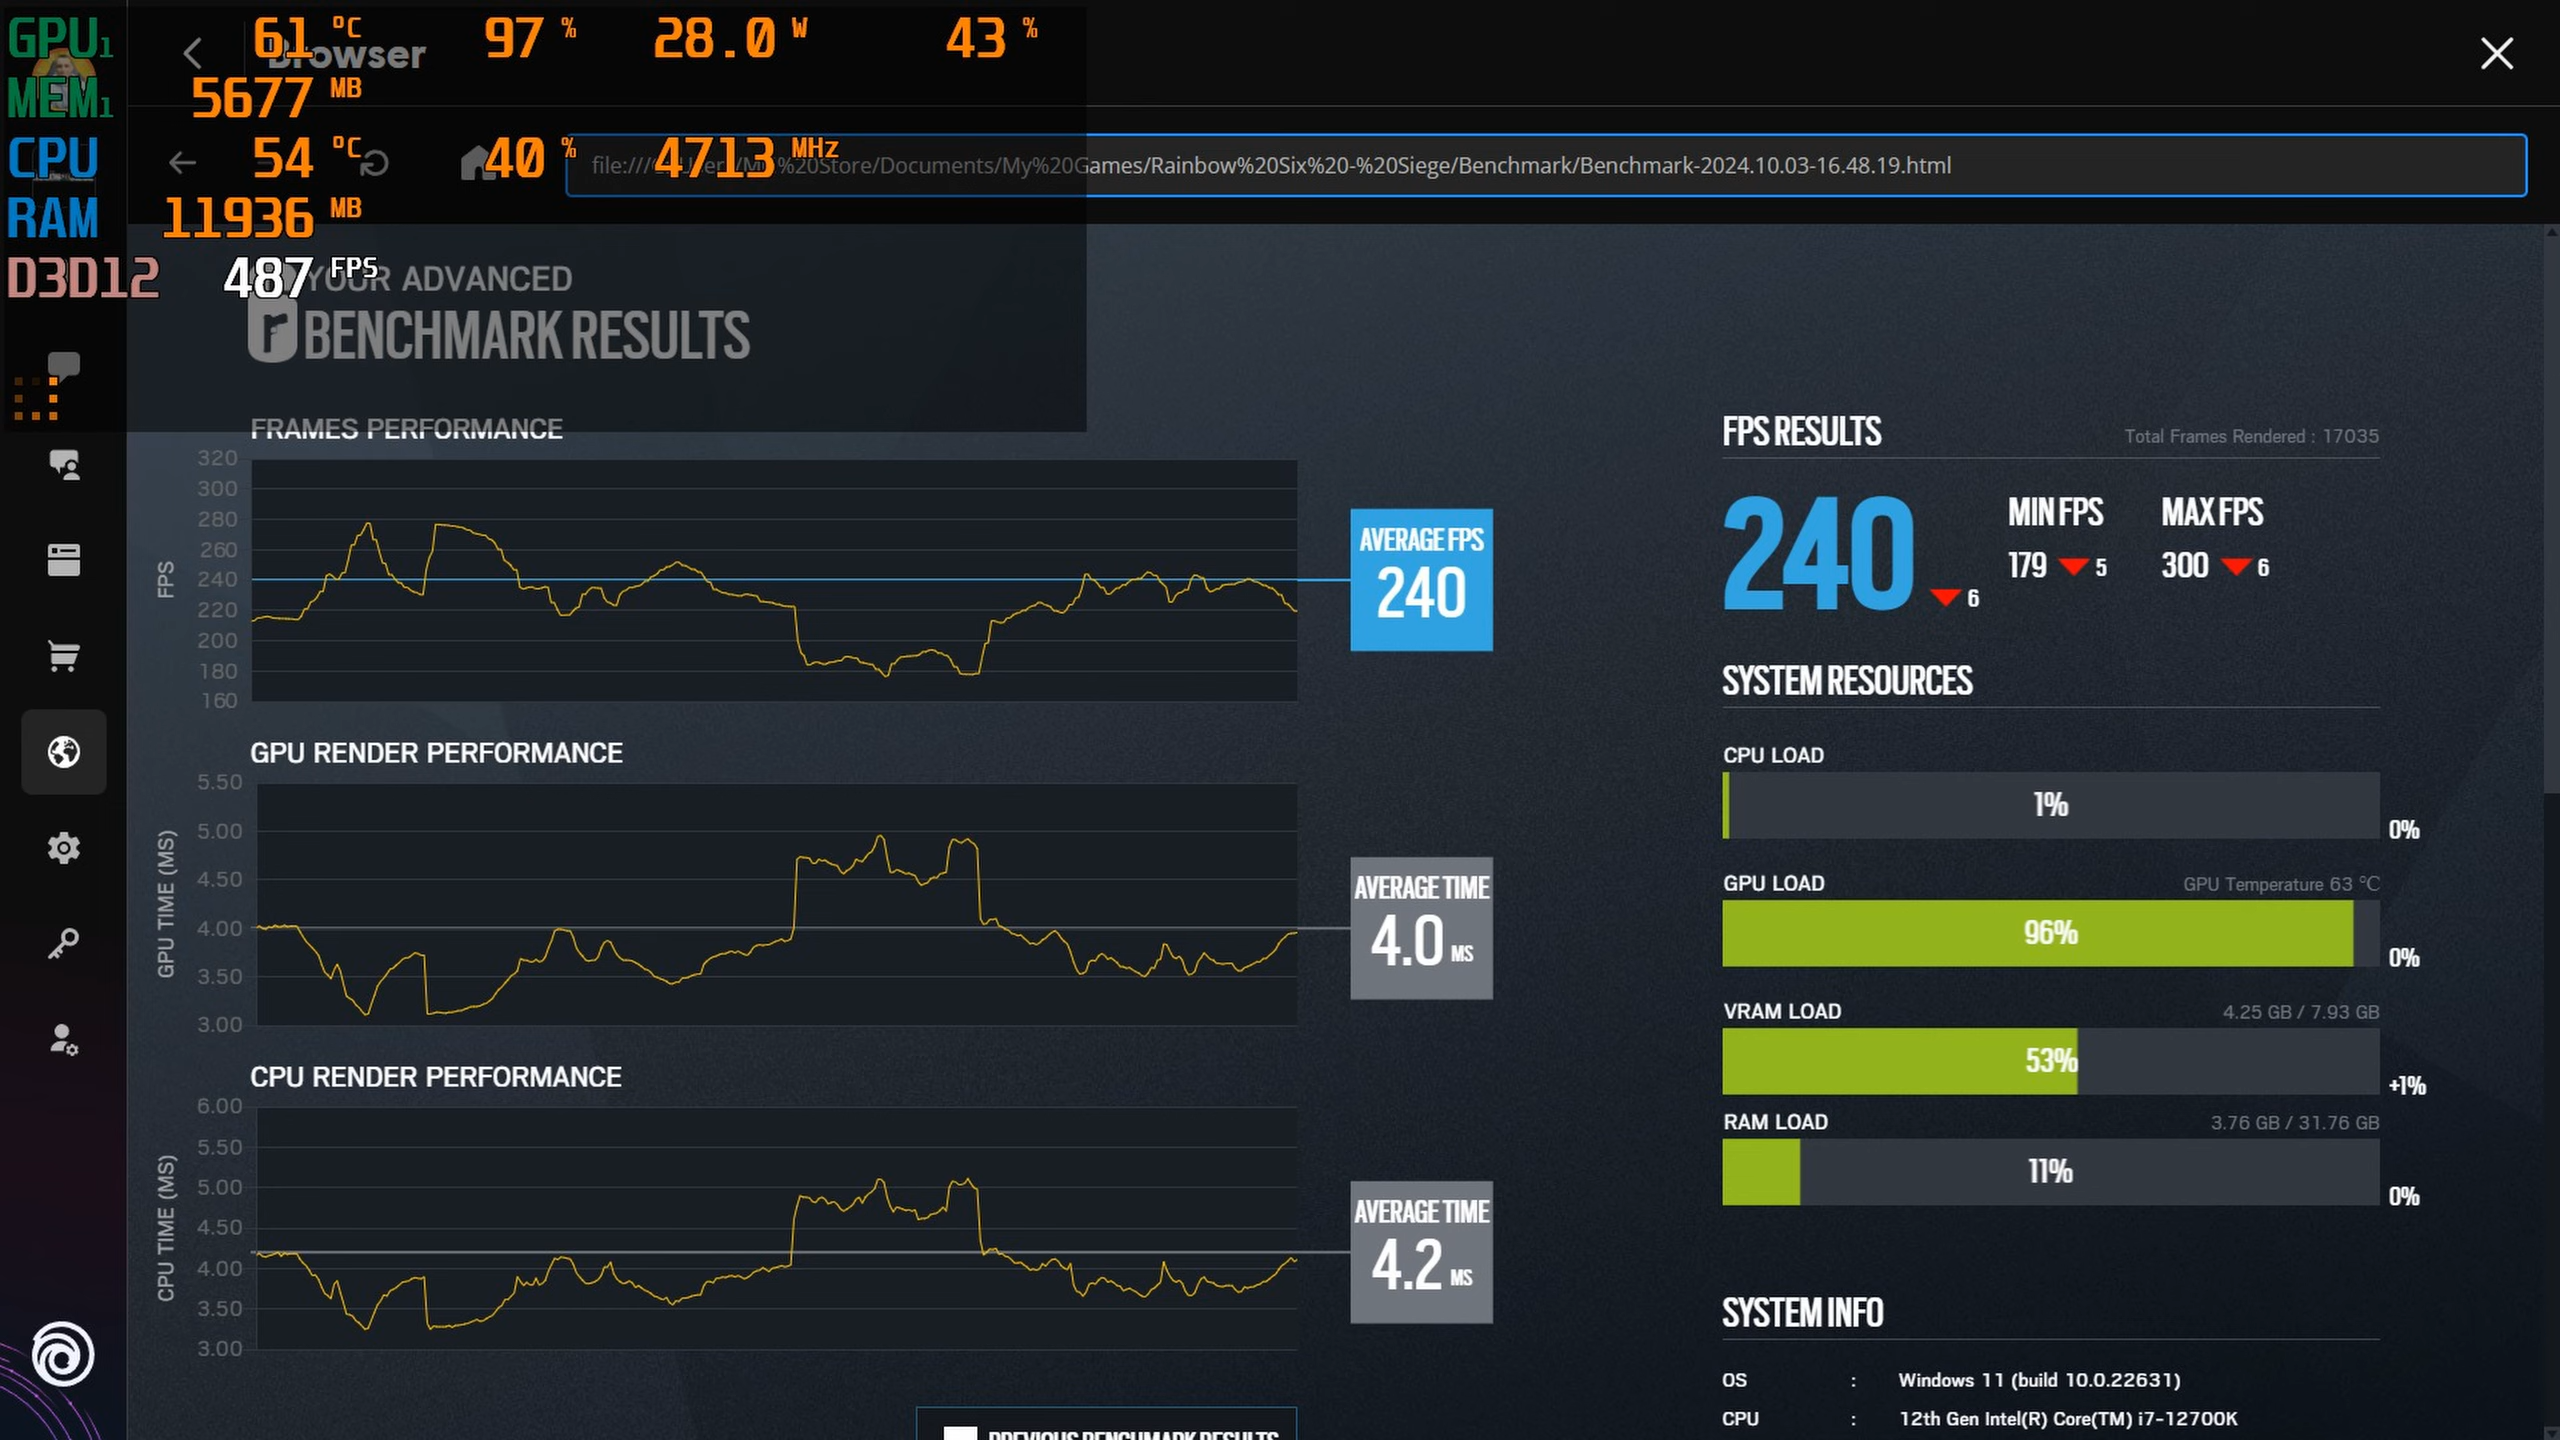 GPU1 61 °C 97 % 28.0 W 43 %
Browser
MEM1 5677 MB
CPU 54 °C 40 % 4713 MHz
Games/Rainbow%20Six%20-%20Siege/Benchmark/Benchmark-2024.10.03-16.48.19.html
RAM 11936 MB
D3D12 487 FPS
YOUR ADVANCED
BENCHMARK RESULTS
FRAMES PERFORMANCE
FPS
320
300
280
260
240
220
200
180
160
AVERAGE FPS
240
GPU RENDER PERFORMANCE
GPU TIME (MS)
5.50
5.00
4.50
4.00
3.50
3.00
AVERAGE TIME
4.0 MS
CPU RENDER PERFORMANCE
CPU TIME (MS)
6.00
5.50
5.00
4.50
4.00
3.50
3.00
AVERAGE TIME
4.2 MS
PREVIOUS BENCHMARK RESULTS
FPS RESULTS
Total Frames Rendered : 17035
240 6
MIN FPS
179 5
MAX FPS
300 6
SYSTEM RESOURCES
CPU LOAD
1%
0%
GPU LOAD
GPU Temperature 63 °C
96%
0%
VRAM LOAD
4.25 GB / 7.93 GB
53%
+1%
RAM LOAD
3.76 GB / 31.76 GB
11%
0%
SYSTEM INFO
OS : Windows 11 (build 10.0.22631)
CPU : 12th Gen Intel(R) Core(TM) i7-12700K